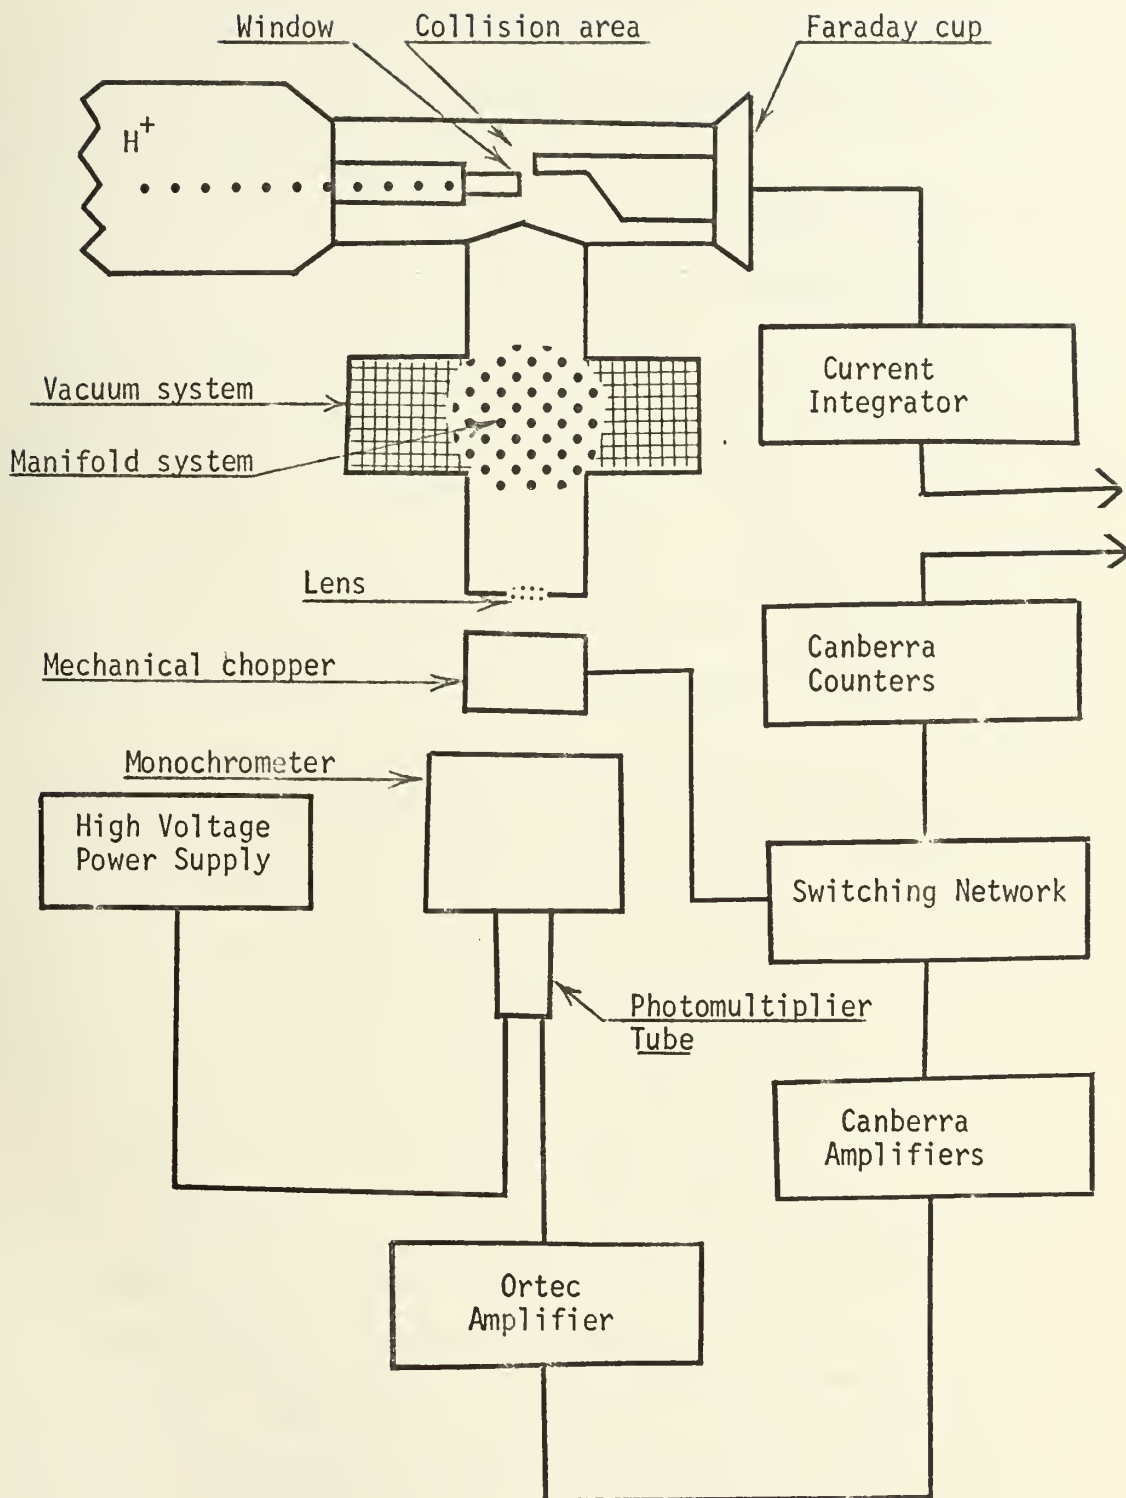 Window
Collision area
Faraday cup
H+
Current
Integrator
Vacuum system
Manifold system
Lens
Canberra
Counters
Mechanical chopper
Monochrometer
High Voltage
Power Supply
Switching Network
Photomultiplier
Tube
Canberra
Amplifiers
Ortec
Amplifier